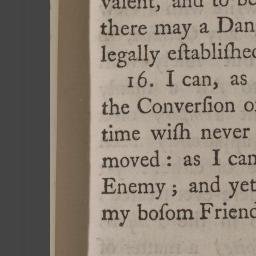 valent, and to be
there may a Dan
legally eſtabliſhed
16. I can, as
the Converſion o
time wiſh never
moved : as I can
Enemy ; and yet
my boſom Friend